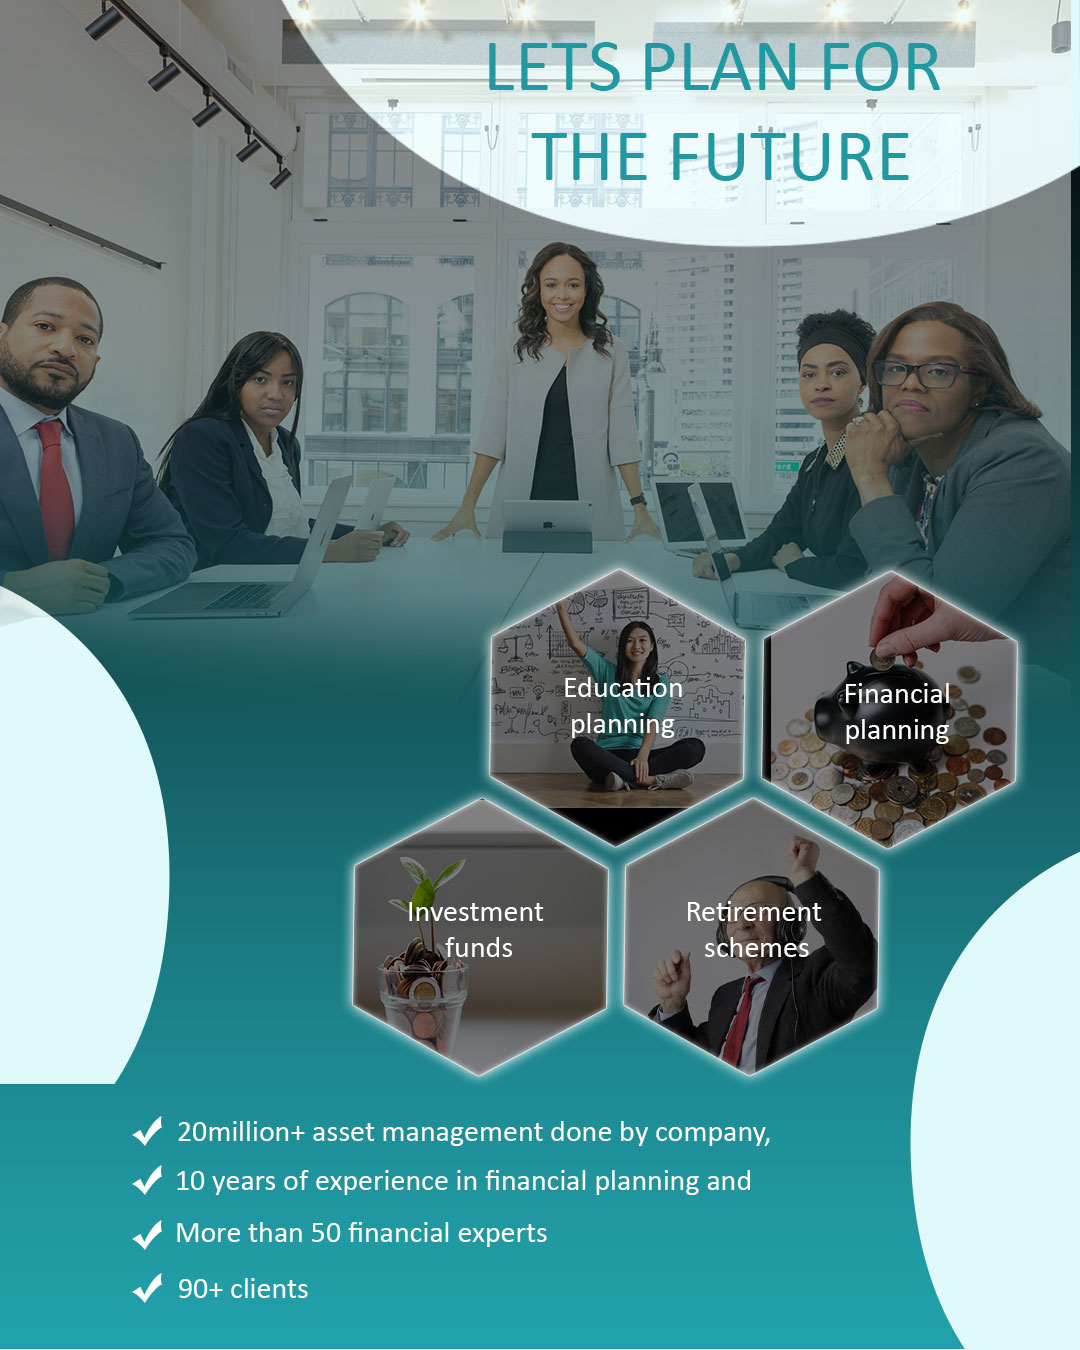 LETS PLAN FOR
THE FUTURE
Education
planning
Financial
planning
Investment
funds
Retirement
schemes
20million+ asset management done by company,
10 years of experience in financial planning and
More than 50 financial experts
90+ clients